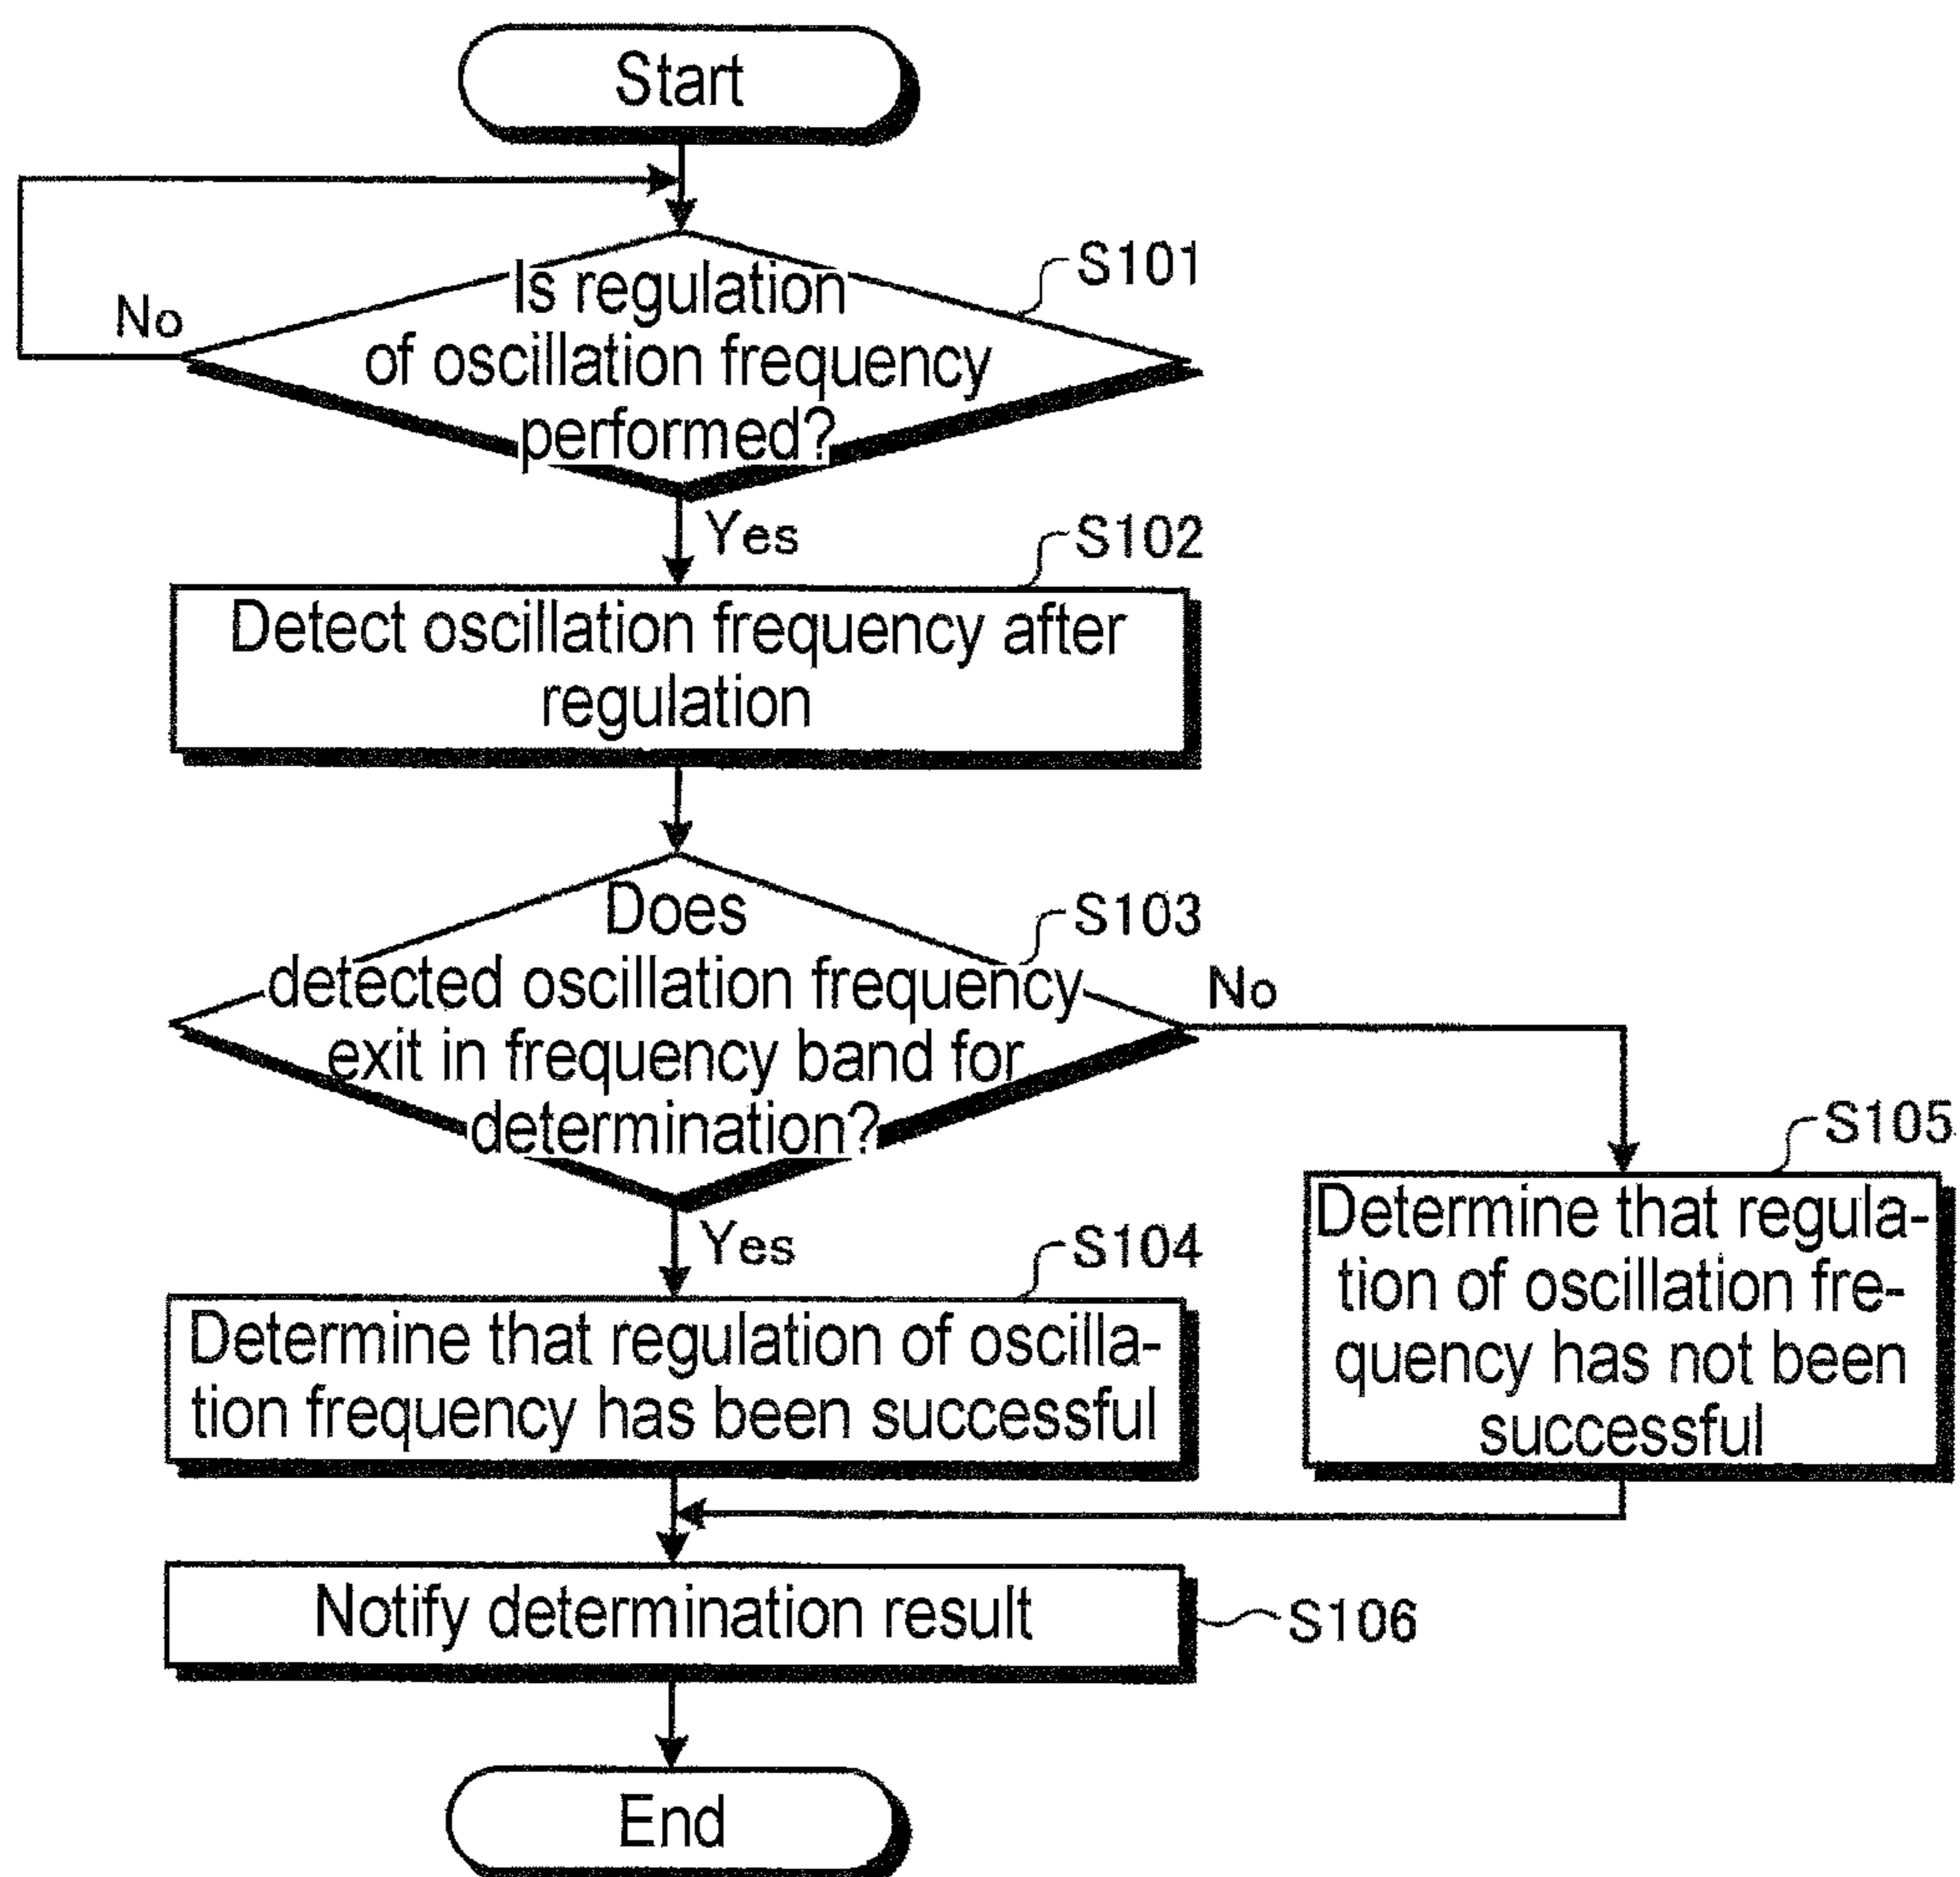 Start
Is regulation
of oscillation frequency
performed?
S101
No
Yes
S102
Detect oscillation frequency after
regulation
Does
detected oscillation frequency
exit in frequency band for
determination?
S103
No
Yes
S104
Determine that regulation of oscilla-
tion frequency has been successful
S105
Determine that regula-
tion of oscillation fre-
quency has not been
successful
Notify determination result
S106
End